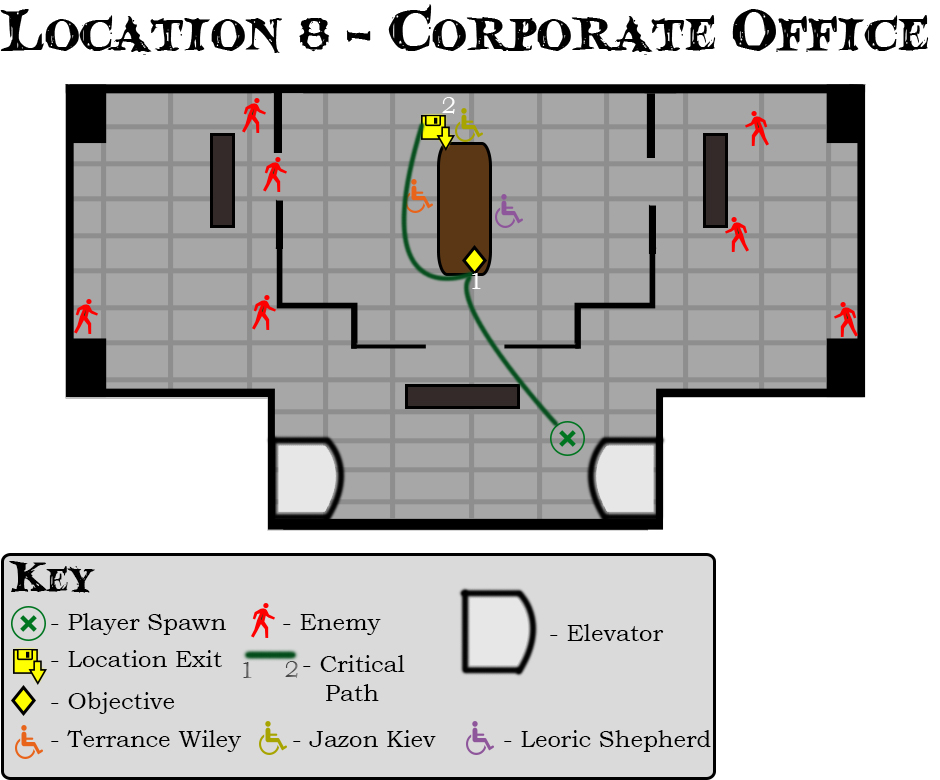 Location 8 - Corporate Office
2
1
Key
- Player Spawn
- Enemy
- Elevator
- Location Exit
1 2 - Critical
Path
- Objective
- Terrance Wiley
- Jazon Kiev
- Leoric Shepherd